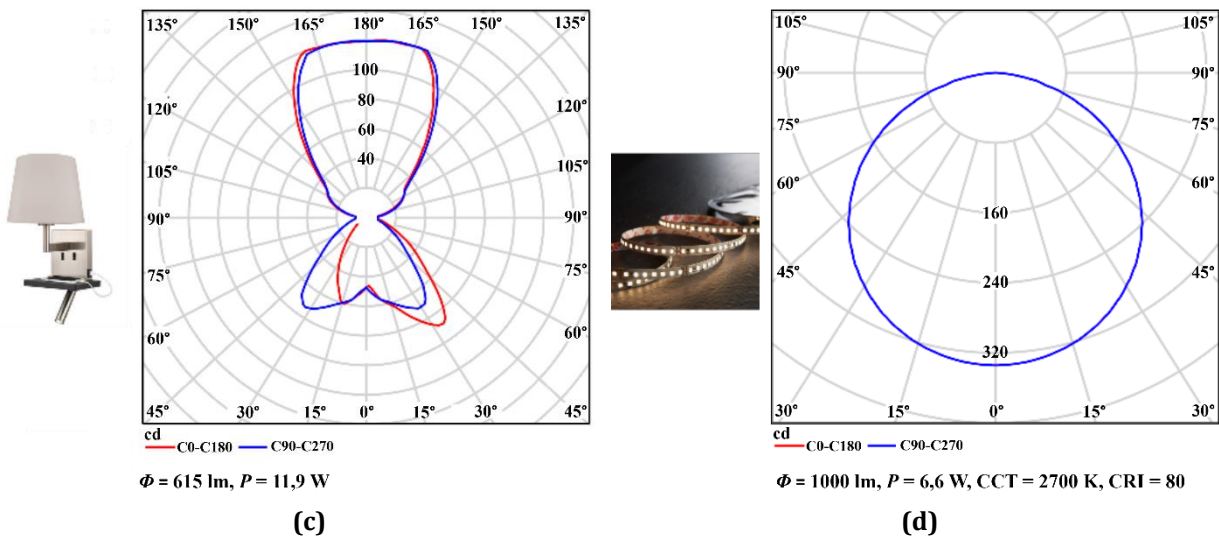 135° 150° 165° 180° 165° 150° 135°
100
120° 80 120°
60
105° 40 105°
90° 90°
75° 75°
60° 60°
45° 30° 15° 0° 15° 30° 45°
cd
C0-C180 C90-C270
Φ = 615 lm, P = 11,9 W
(c)
105° 105°
90° 90°
75° 75°
60° 160 60°
45° 240 45°
320
30° 15° 0° 15° 30°
cd
C0-C180 C90-C270
Φ = 1000 lm, P = 6,6 W, CCT = 2700 K, CRI = 80
(d)